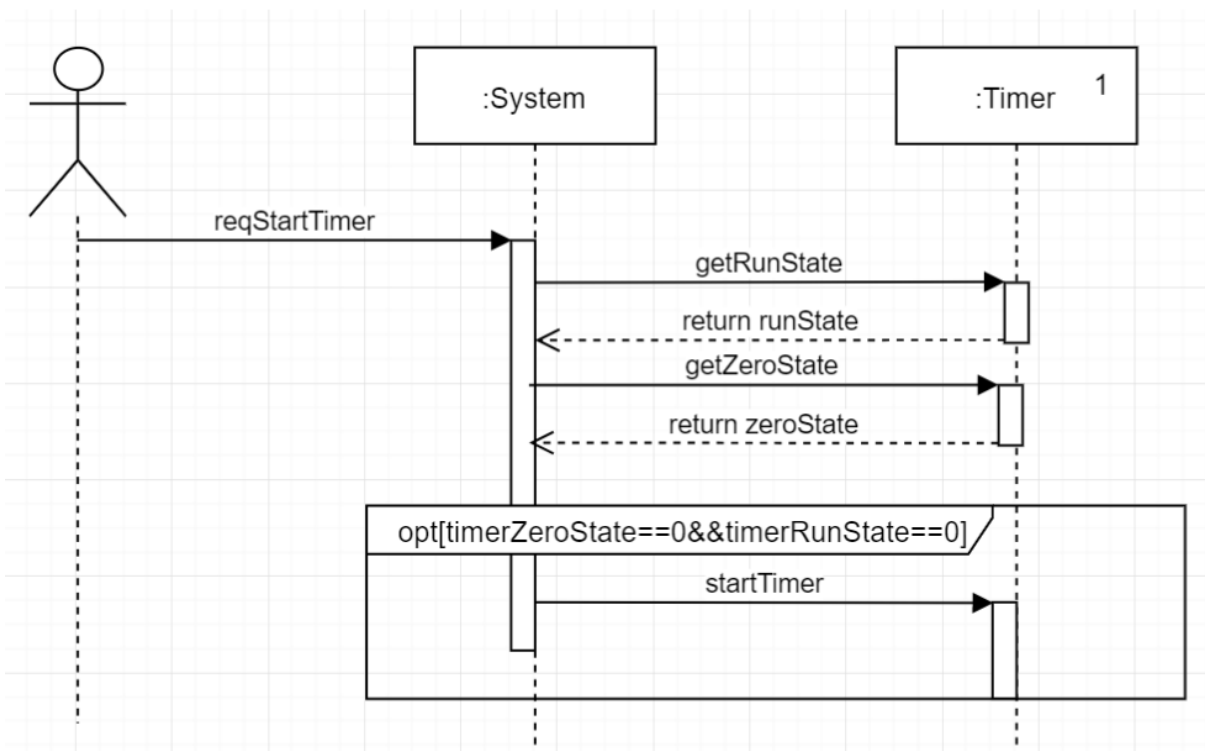 :System
:Timer
1
reqStartTimer
getRunState
return runState
getZeroState
return zeroState
opt[timerZeroState==0&&timerRunState==0]
startTimer